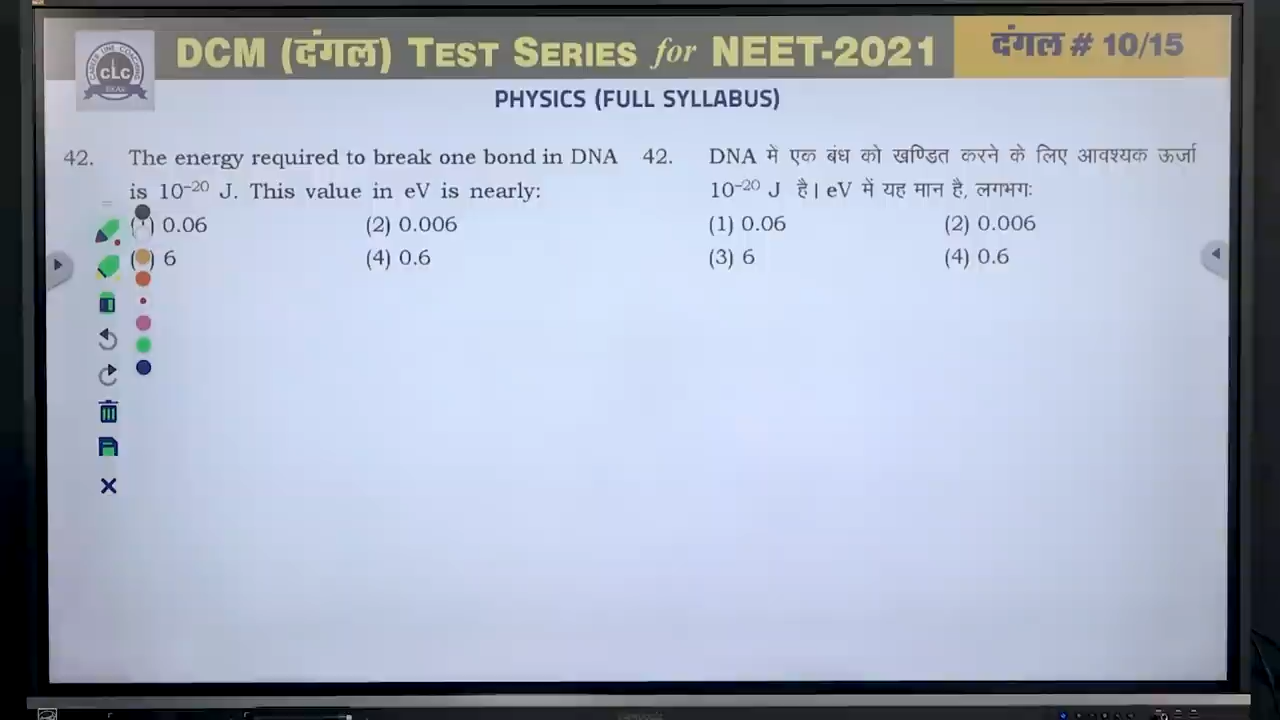 DCM (दंगल) TEST SERIES for NEET-2021
दंगल # 10/15
CLC
PHYSICS (FULL SYLLABUS)
42. The energy required to break one bond in DNA
is 10⁻²⁰ J. This value in eV is nearly:
0.06 (2) 0.006
6 (4) 0.6
42. DNA में एक बंध को खण्डित करने के लिए आवश्यक ऊर्जा
10⁻²⁰ J है। eV में यह मान है, लगभगः
(1) 0.06 (2) 0.006
(3) 6 (4) 0.6